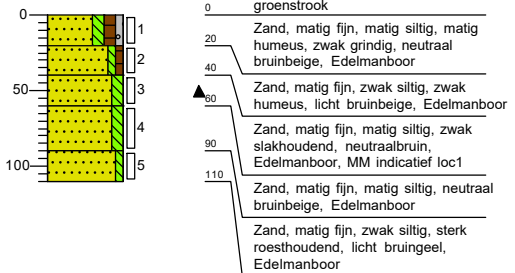 0
50
100
1
2
3
4
5
0
groenstrook
20
Zand, matig fijn, matig siltig, matig
humeus, zwak grindig, neutraal
bruinbeige, Edelmanboor
40
Zand, matig fijn, zwak siltig, zwak
humeus, licht bruinbeige, Edelmanboor
60
Zand, matig fijn, matig siltig, zwak
slakhoudend, neutraalbruin,
Edelmanboor, MM indicatief loc1
90
Zand, matig fijn, matig siltig, neutraal
bruinbeige, Edelmanboor
110
Zand, matig fijn, zwak siltig, sterk
roesthoudend, licht bruingeel,
Edelmanboor